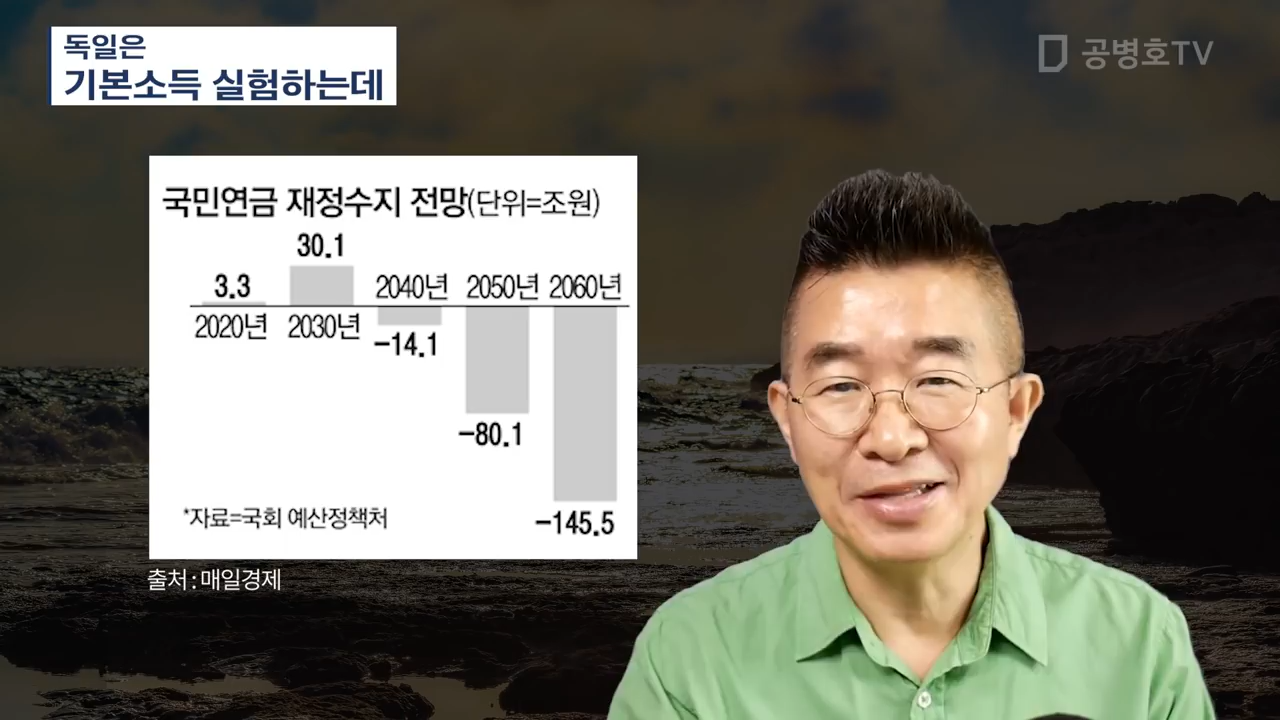 독일은
기본소득 실험하는데
공병호TV
국민연금 재정수지 전망(단위=조원)
30.1
3.3
2040년 2050년 2060년
2020년 2030년
-14.1
-80.1
-145.5
*자료=국회 예산정책처
출처 : 매일경제